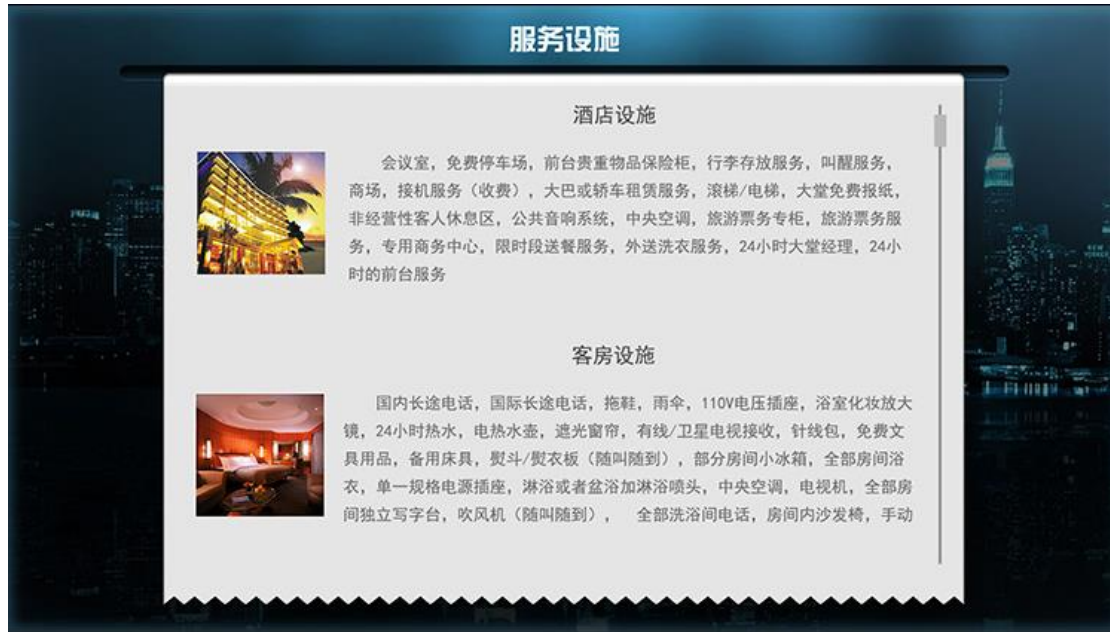 服务设施
酒店设施
会议室，免费停车场，前台贵重物品保险柜，行李存放服务，叫醒服务，
商场，接机服务（收费），大巴或轿车租赁服务，滚梯/电梯，大堂免费报纸，
非经营性客人休息区，公共音响系统，中央空调，旅游票务专柜，旅游票务服
务，专用商务中心，限时段送餐服务，外送洗衣服务，24小时大堂经理，24小
时的前台服务
客房设施
国内长途电话，国际长途电话，拖鞋，雨伞，110V电压插座，浴室化妆放大
镜，24小时热水，电热水壶，遮光窗帘，有线/卫星电视接收，针线包，免费文
具用品，备用床具，熨斗/熨衣板（随叫随到），部分房间小冰箱，全部房间浴
衣，单一规格电源插座，淋浴或者盆浴加淋浴喷头，中央空调，电视机，全部房
间独立写字台，吹风机（随叫随到）， 全部洗浴间电话，房间内沙发椅，手动